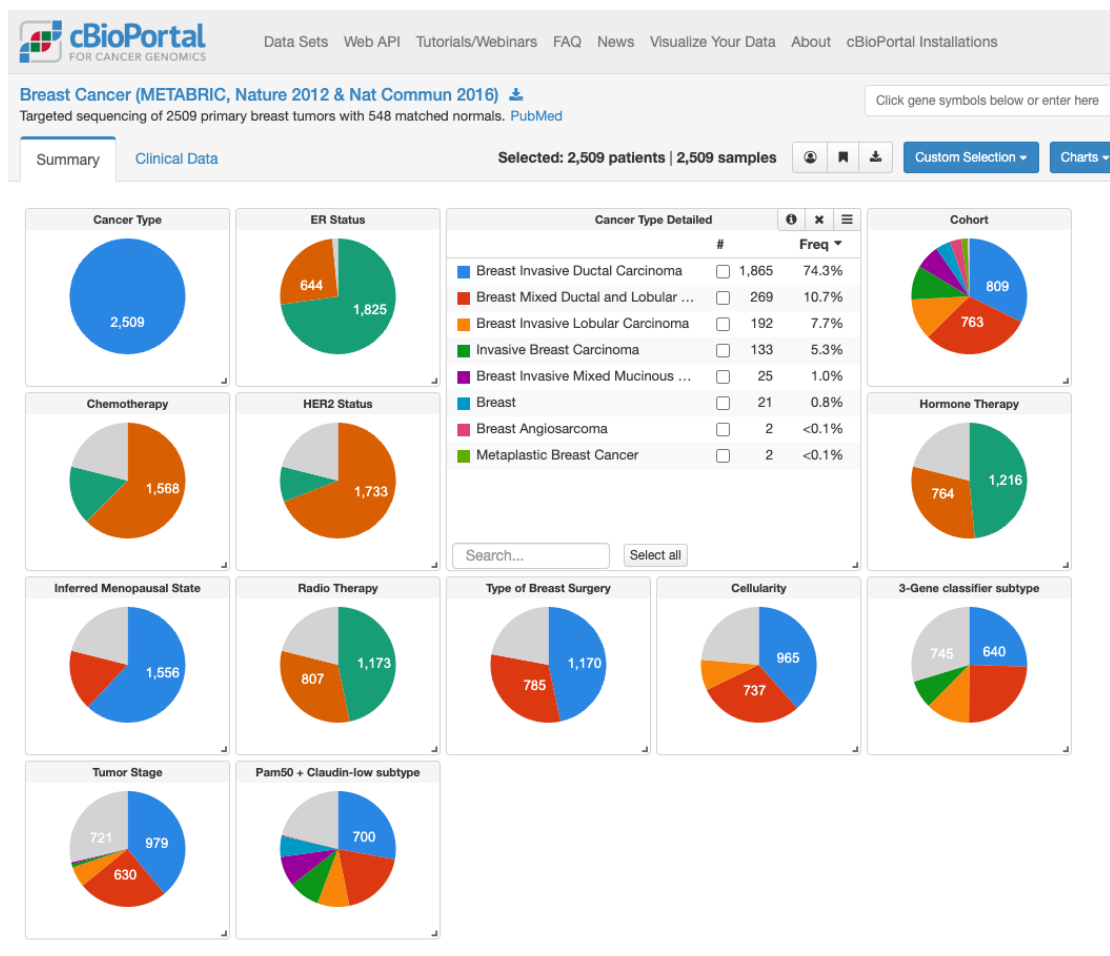 cBioPortal
FOR CANCER GENOMICS
Data Sets Web API Tutorials/Webinars FAQ News Visualize Your Data About cBioPortal Installations
Breast Cancer (METABRIC, Nature 2012 & Nat Commun 2016)
Targeted sequencing of 2509 primary breast tumors with 548 matched normals. PubMed
Click gene symbols below or enter here
Summary Clinical Data
Selected: 2,509 patients | 2,509 samples
Custom Selection
Charts
Cancer Type
2,509
ER Status
644
1,825
Cancer Type Detailed
# Freq
Breast Invasive Ductal Carcinoma 1,865 74.3%
Breast Mixed Ductal and Lobular ... 269 10.7%
Breast Invasive Lobular Carcinoma 192 7.7%
Invasive Breast Carcinoma 133 5.3%
Breast Invasive Mixed Mucinous ... 25 1.0%
Breast 21 0.8%
Breast Angiosarcoma 2 <0.1%
Metaplastic Breast Cancer 2 <0.1%
Search...
Select all
Cohort
809
763
Chemotherapy
1,568
HER2 Status
1,733
Hormone Therapy
764
1,216
Inferred Menopausal State
1,556
Radio Therapy
1,173
807
Type of Breast Surgery
1,170
785
Cellularity
965
737
3-Gene classifier subtype
745
640
Tumor Stage
721
979
630
Pam50 + Claudin-low subtype
700